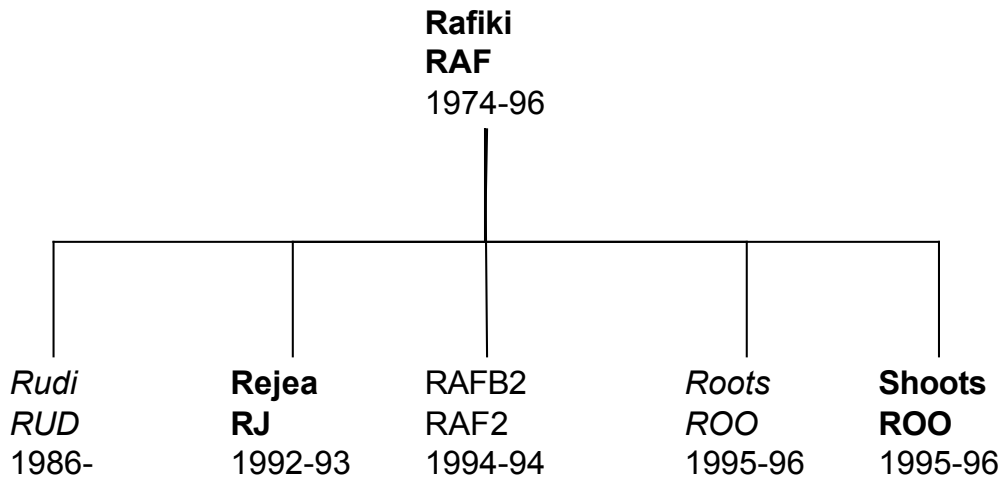 Rafiki
RAF
1974-96
Rudi
RUD
1986-
Rejea
RJ
1992-93
RAFB2
RAF2
1994-94
Roots
ROO
1995-96
Shoots
ROO
1995-96